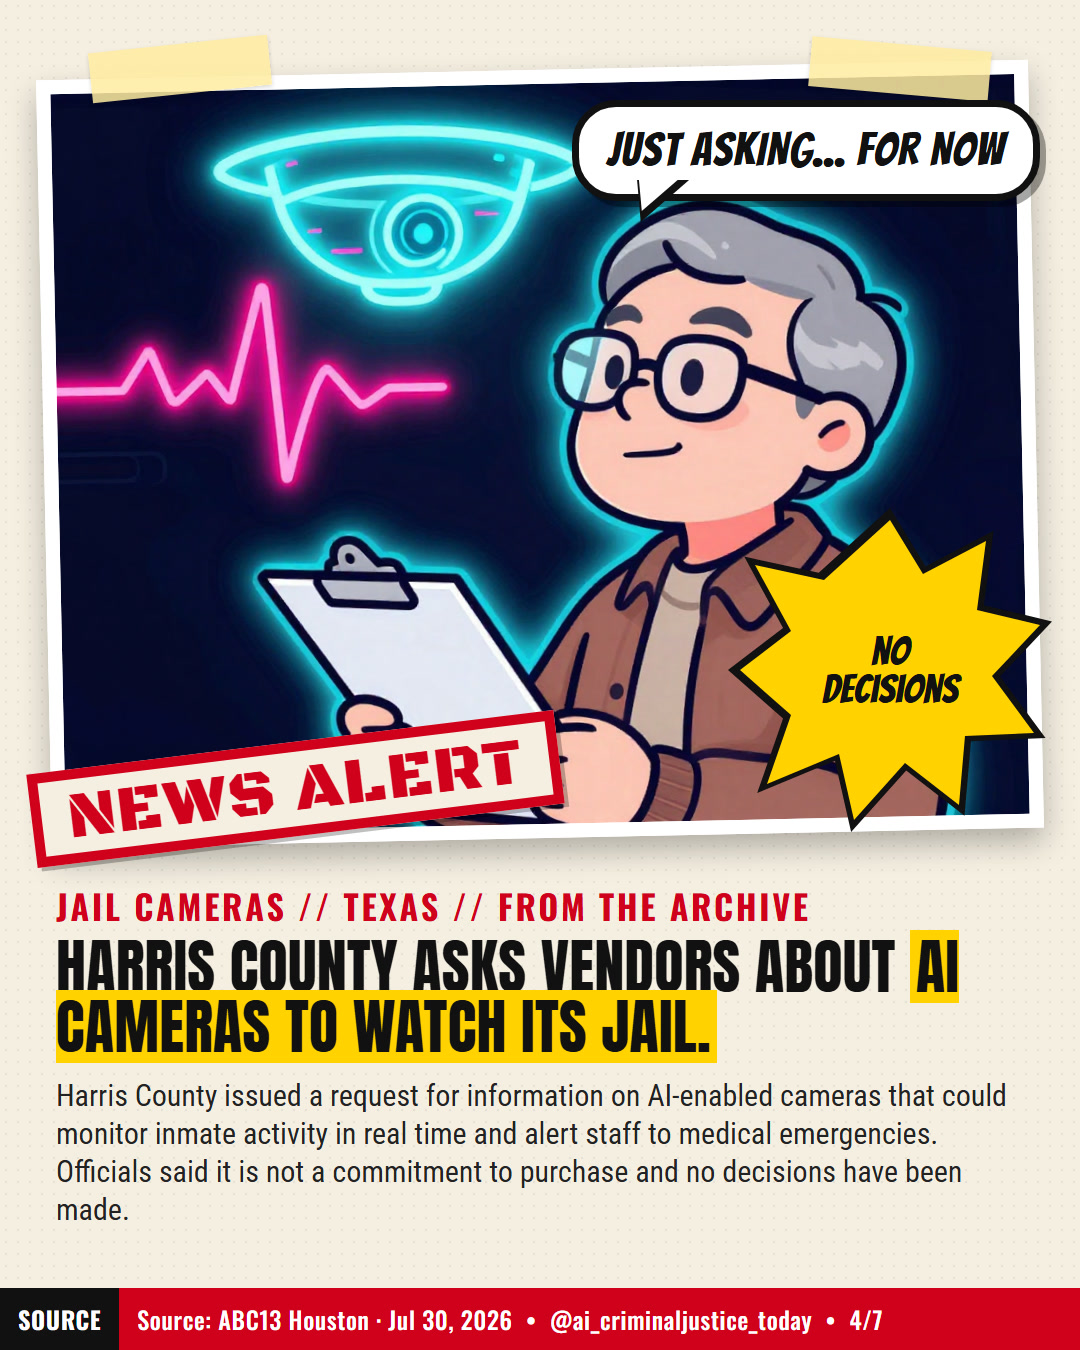 JUST ASKING... FOR NOW
NO
DECISIONS
NEWS ALERT
JAIL CAMERAS // TEXAS // FROM THE ARCHIVE
HARRIS COUNTY ASKS VENDORS ABOUT AI
CAMERAS TO WATCH ITS JAIL.
Harris County issued a request for information on AI-enabled cameras that could
monitor inmate activity in real time and alert staff to medical emergencies.
Officials said it is not a commitment to purchase and no decisions have been
made.
SOURCE Source: ABC13 Houston · Jul 30, 2026 • @ai_criminaljustice_today • 4/7